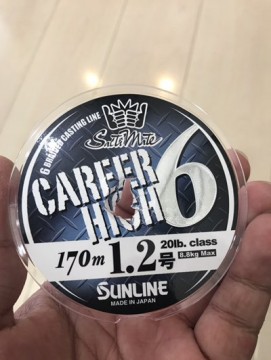 6 BRAIDED CASTING LINE
SaltiMate
CAREER
HIGH 6
170m 1.2号
20lb. class
8.8kg Max
SUNLINE
MADE IN JAPAN